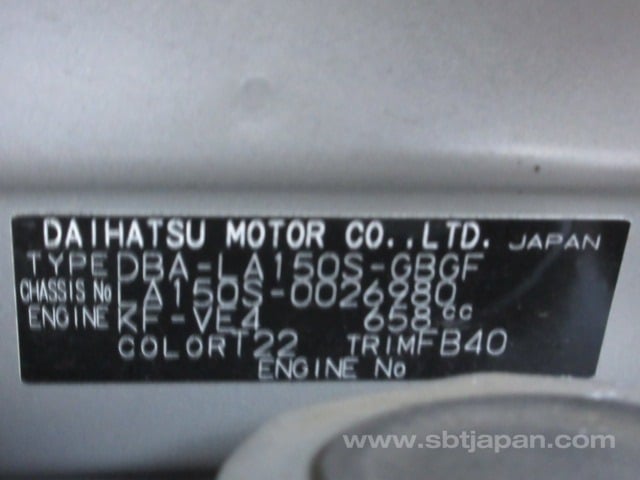 DAIHATSU MOTOR CO.,LTD. JAPAN
TYPE DBA-LA150S-GBGF
CHASSIS No LA150S-0026980
ENGINE KF-VE4 658cc
COLOR T22 TRIM FB40
ENGINE No
www.sbtjapan.com